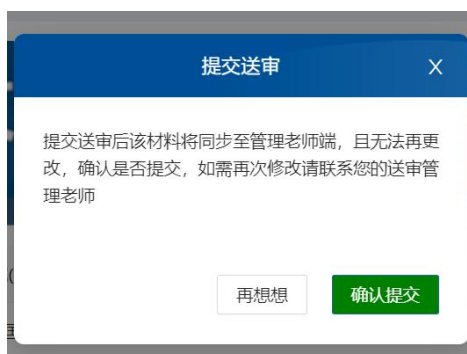 提交送审
X
提交送审后该材料将同步至管理老师端，且无法再更
改，确认是否提交，如需再次修改请联系您的送审管
理老师
再想想
确认提交